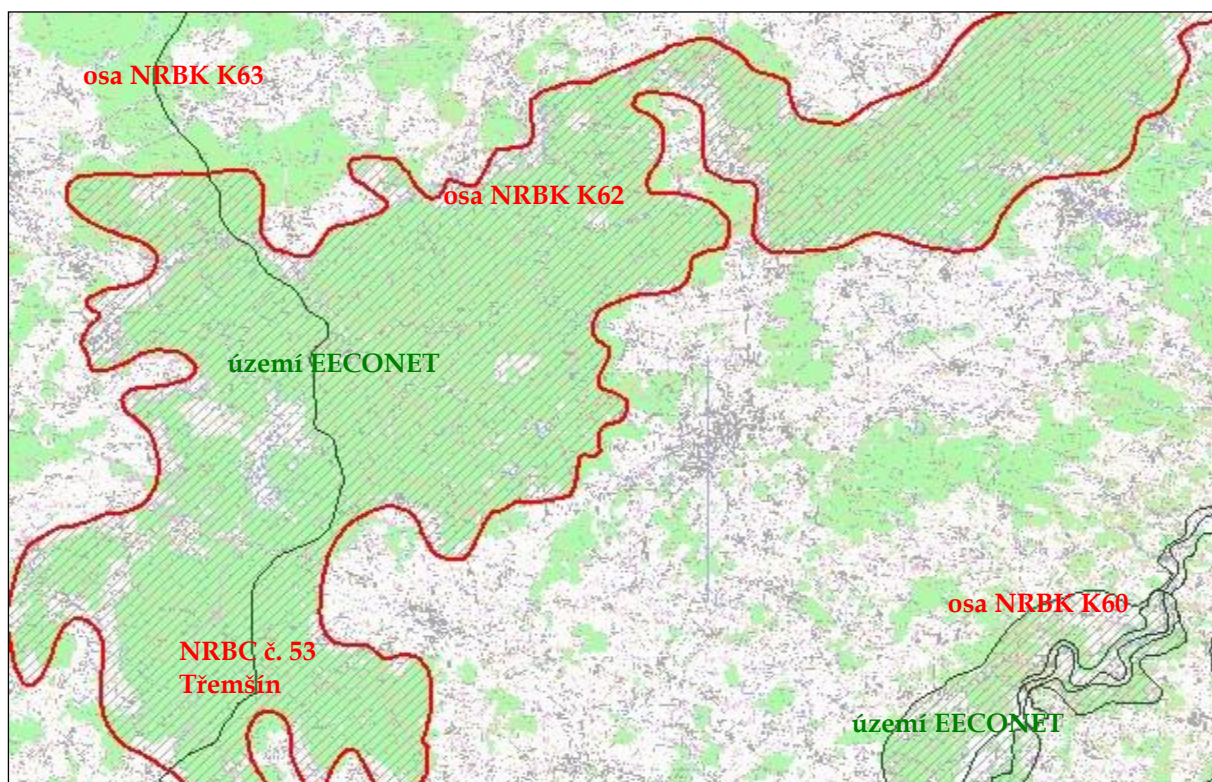 osa NRBK K63
osa NRBK K62
území EECONET
osa NRBK K60
NRBC č. 53
Třemšín
území EECONET